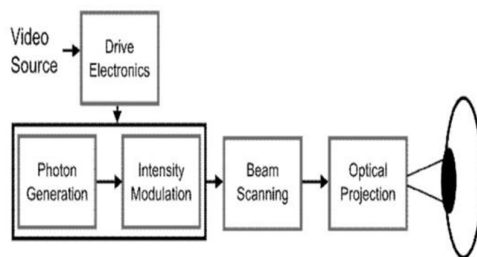 Video
Source
Drive
Electronics
Photon
Generation
Intensity
Modulation
Beam
Scanning
Optical
Projection